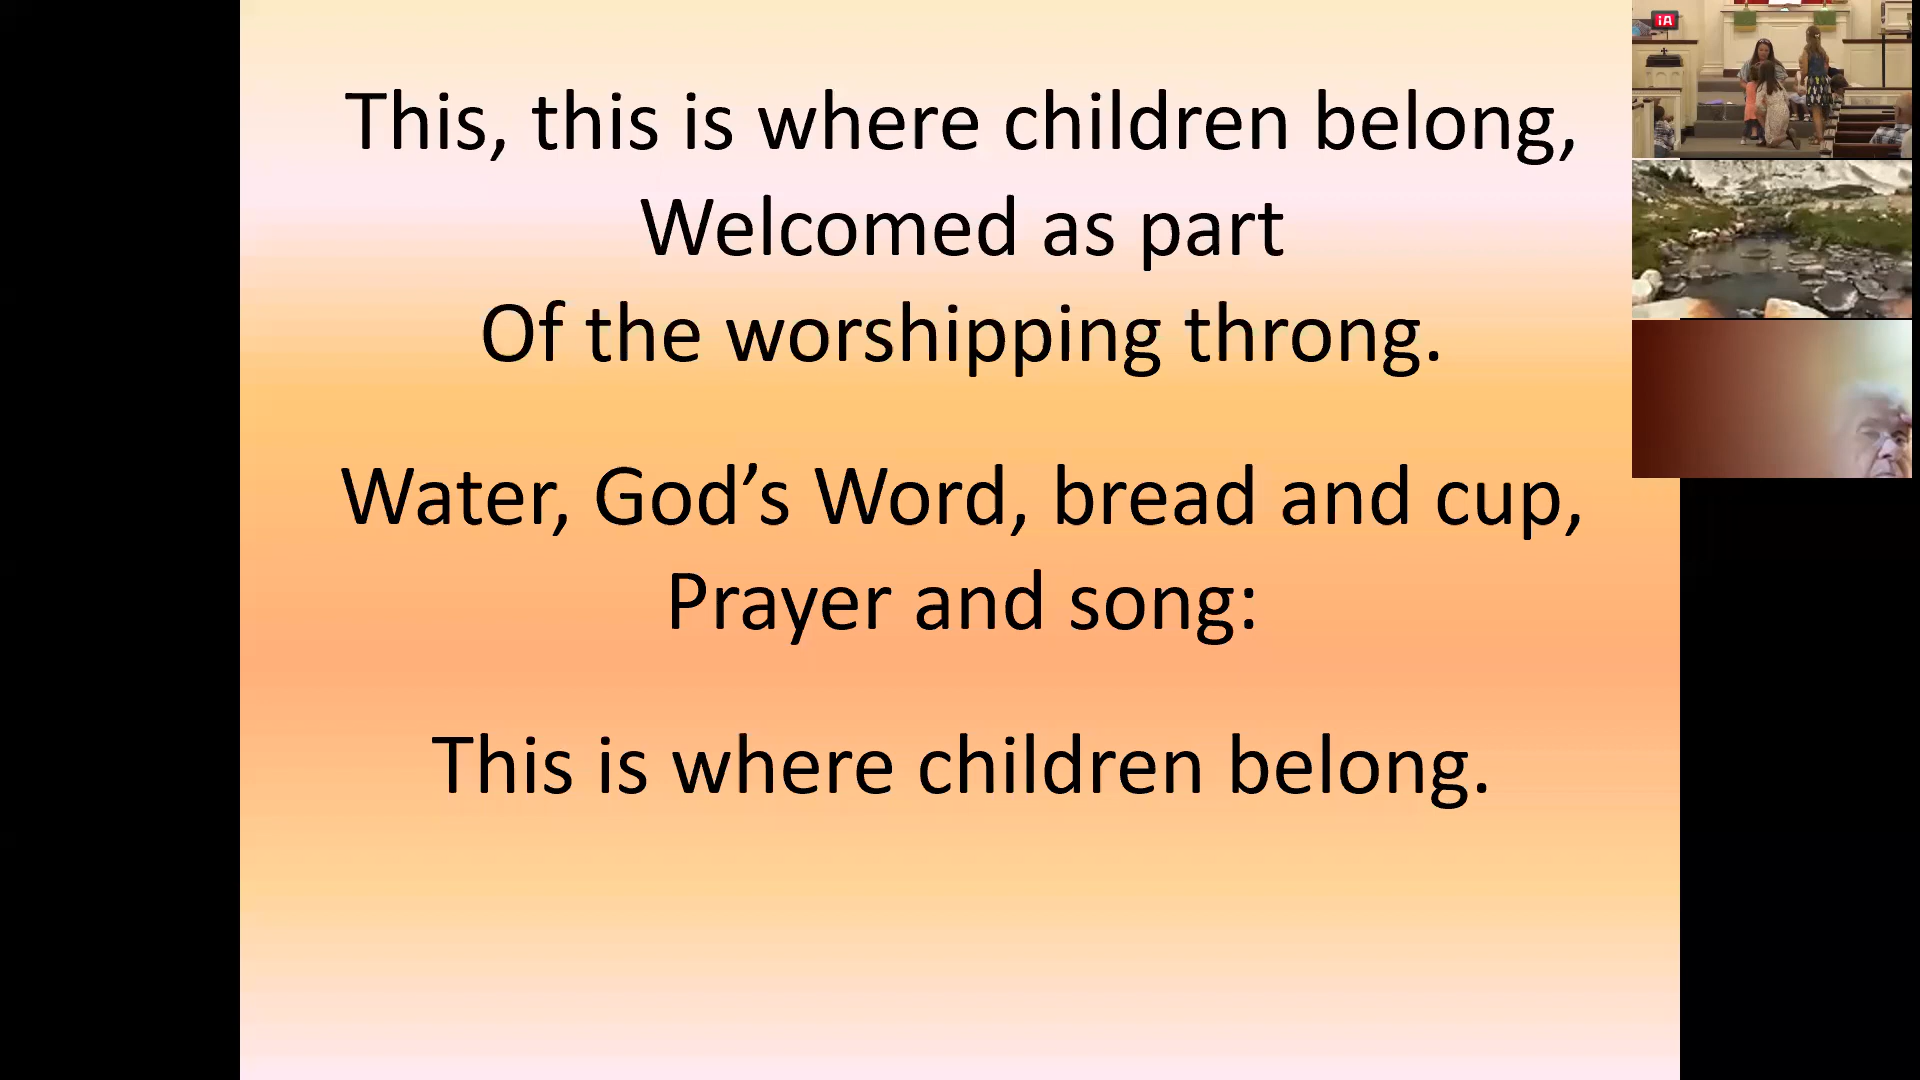 This, this is where children belong,
Welcomed as part
Of the worshipping throng.
Water, God’s Word, bread and cup,
Prayer and song:
This is where children belong.
iA